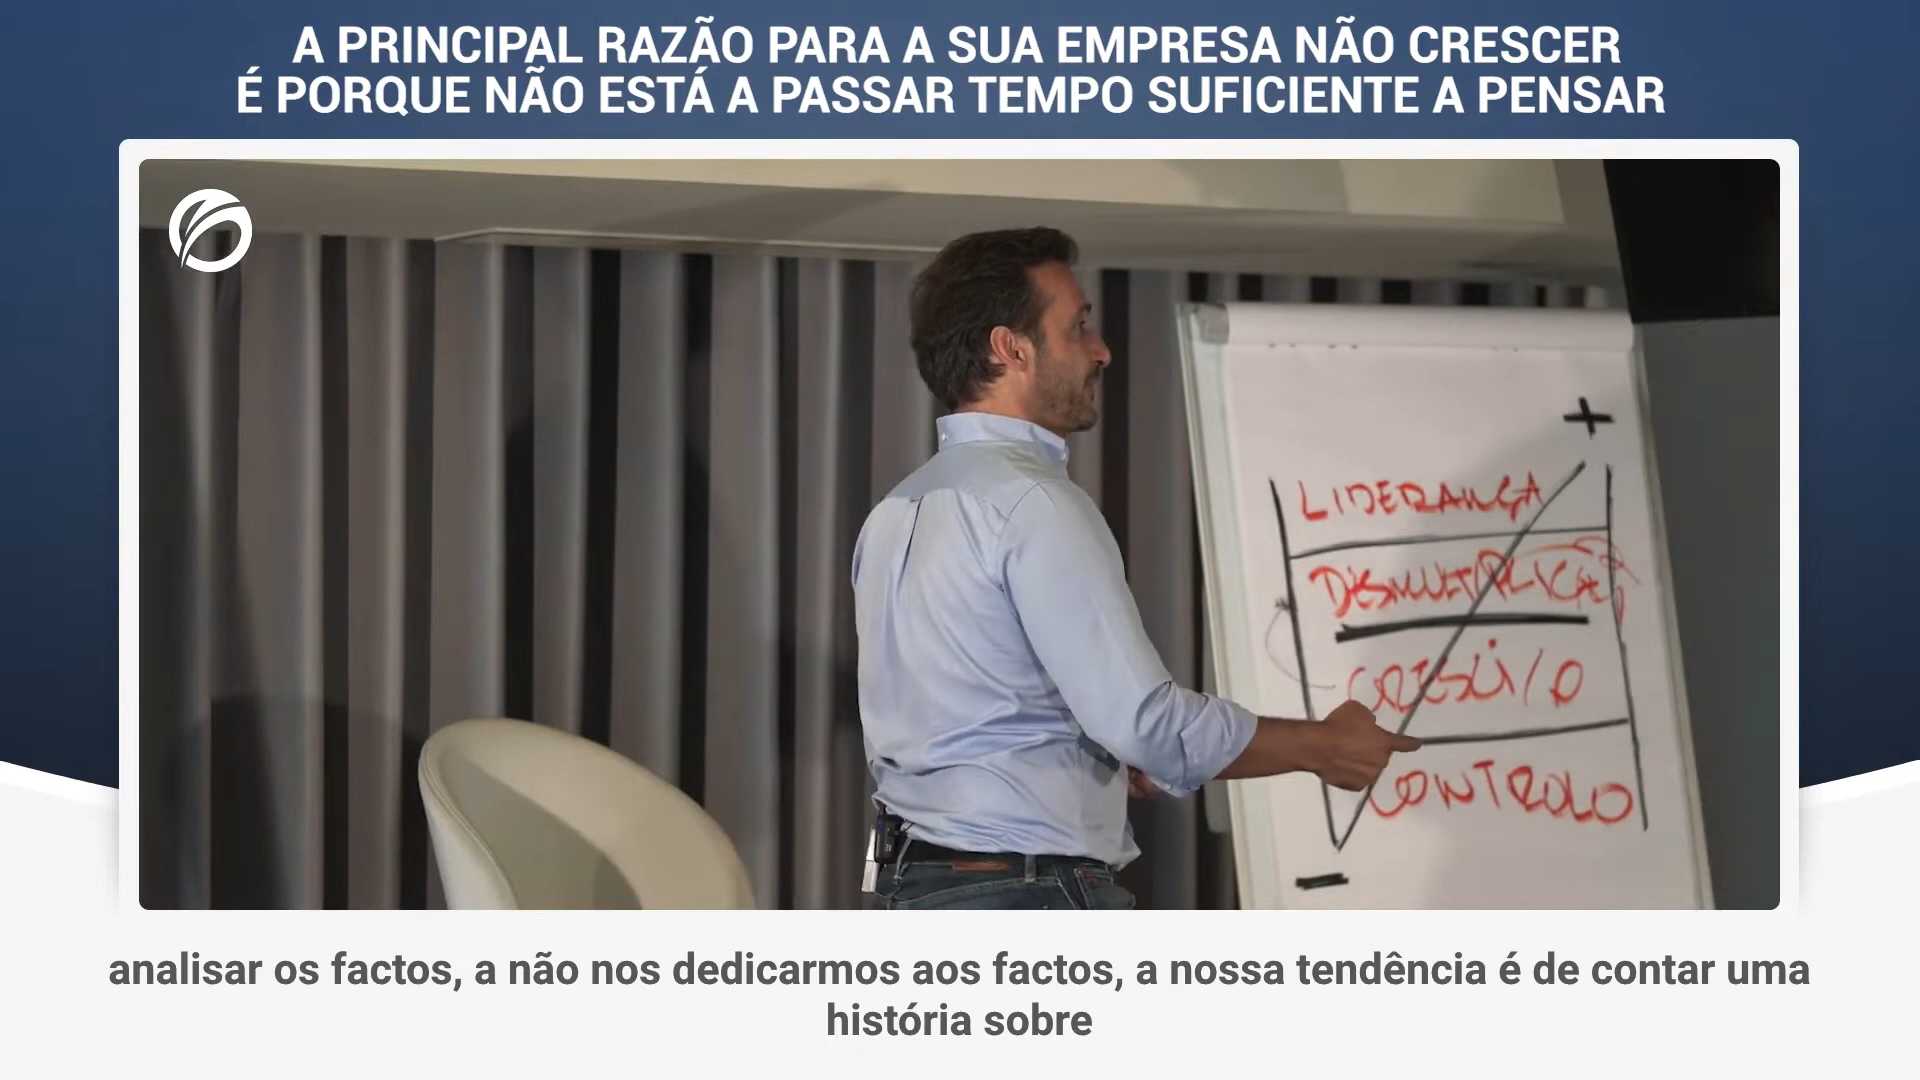 A PRINCIPAL RAZÃO PARA A SUA EMPRESA NÃO CRESCER
É PORQUE NÃO ESTÁ A PASSAR TEMPO SUFICIENTE A PENSAR
+
LIDERANÇA
CONTROLO
-
analisar os factos, a não nos dedicarmos aos factos, a nossa tendência é de contar uma
história sobre